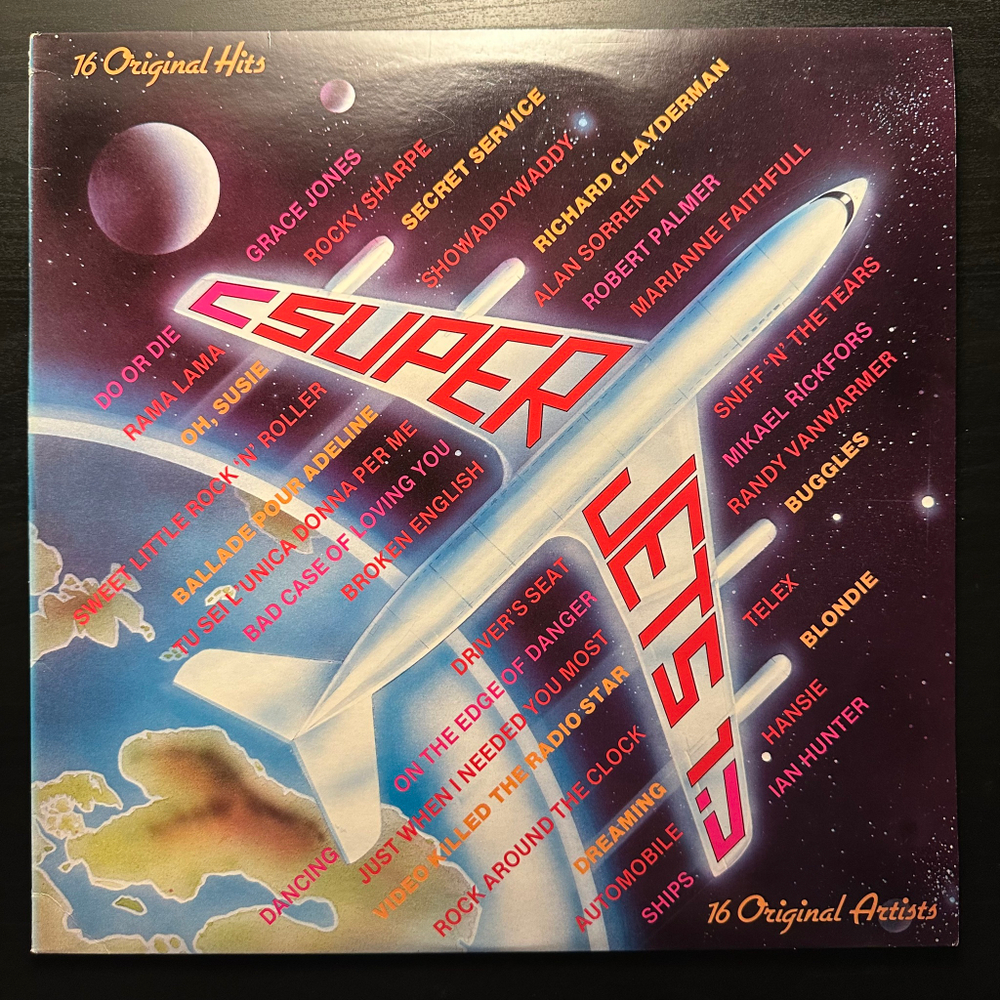 16 Original Hits
GRACE JONES
ROCKY SHARPE
SECRET SERVICE
SHOWADDYWADDY
RICHARD CLAYDERMAN
ALAN SORRENTI
ROBERT PALMER
MARIANNE FAITHFULL
SUPER
DO OR DIE
RAMA LAMA
OH, SUSIE
SWEET LITTLE ROCK 'N' ROLLER
BALLADE POUR ADELINE
TU SEI L'UNICA DONNA PER ME
BAD CASE OF LOVING YOU
BROKEN ENGLISH
SNIFF 'N' THE TEARS
MIKAEL RICKFORS
RANDY VANWARMER
BUGGLES
TELEX
BLONDIE
HANSIE
IAN HUNTER
JETS 1
DRIVER'S SEAT
DANCING ON THE EDGE OF DANGER
JUST WHEN I NEEDED YOU MOST
VIDEO KILLED THE RADIO STAR
ROCK AROUND THE CLOCK
DREAMING
AUTOMOBILE
SHIPS
16 Original Artists